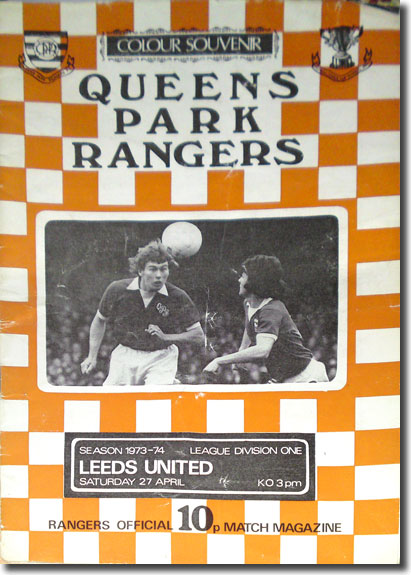 COLOUR SOUVENIR
QUEENS
PARK
RANGERS
SEASON 1973-74 LEAGUE DIVISION ONE
LEEDS UNITED
SATURDAY 27 APRIL KO 3pm
RANGERS OFFICIAL 10p MATCH MAGAZINE